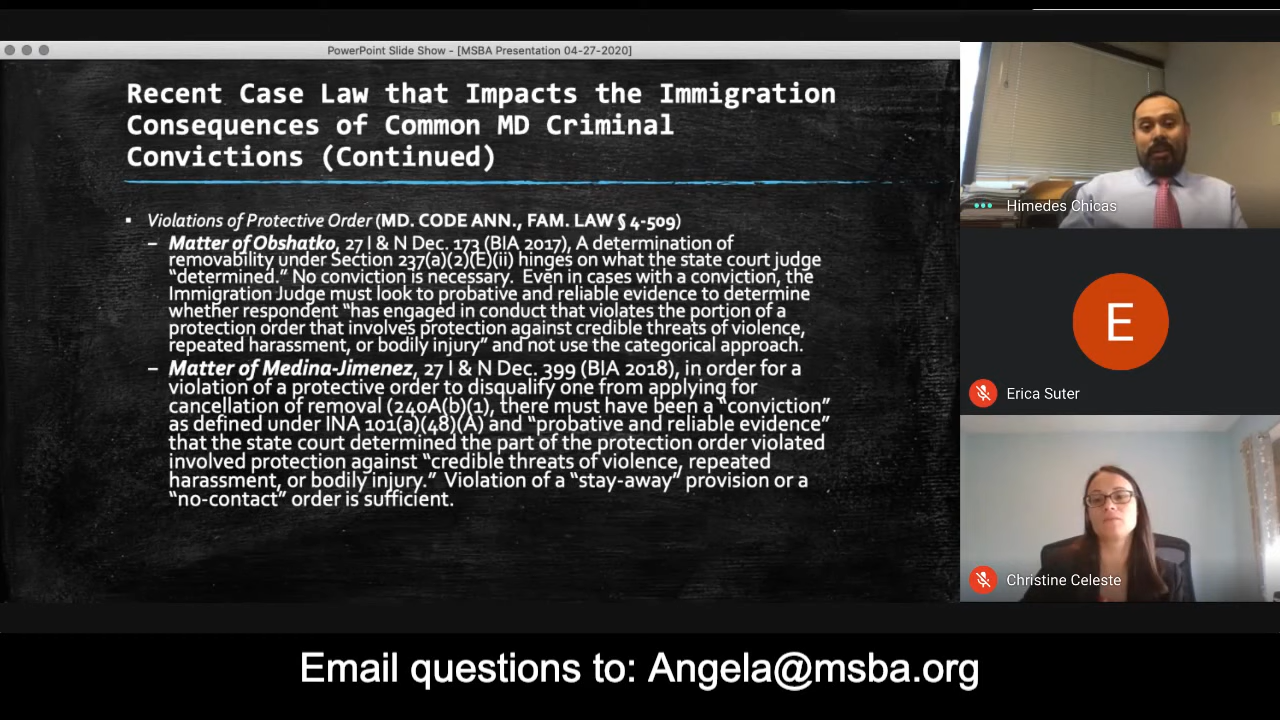 PowerPoint Slide Show - [MSBA Presentation 04-27-2020]
Recent Case Law that Impacts the Immigration
Consequences of Common MD Criminal
Convictions (Continued)
▪ Violations of Protective Order (MD. CODE ANN., FAM. LAW § 4-509)
– Matter of Obshatko, 27 I & N Dec. 173 (BIA 2017), A determination of
removability under Section 237(a)(2)(E)(ii) hinges on what the state court judge
“determined.” No conviction is necessary. Even in cases with a conviction, the
Immigration Judge must look to probative and reliable evidence to determine
whether respondent “has engaged in conduct that violates the portion of a
protection order that involves protection against credible threats of violence,
repeated harassment, or bodily injury” and not use the categorical approach.
– Matter of Medina-Jimenez, 27 I & N Dec. 399 (BIA 2018), in order for a
violation of a protective order to disqualify one from applying for
cancellation of removal (240A(b)(1), there must have been a “conviction”
as defined under INA 101(a)(48)(A) and “probative and reliable evidence”
that the state court determined the part of the protection order violated
involved protection against “credible threats of violence, repeated
harassment, or bodily injury.” Violation of a “stay-away” provision or a
“no-contact” order is sufficient.
Himedes Chicas
E
Erica Suter
Christine Celeste
Email questions to: Angela@msba.org